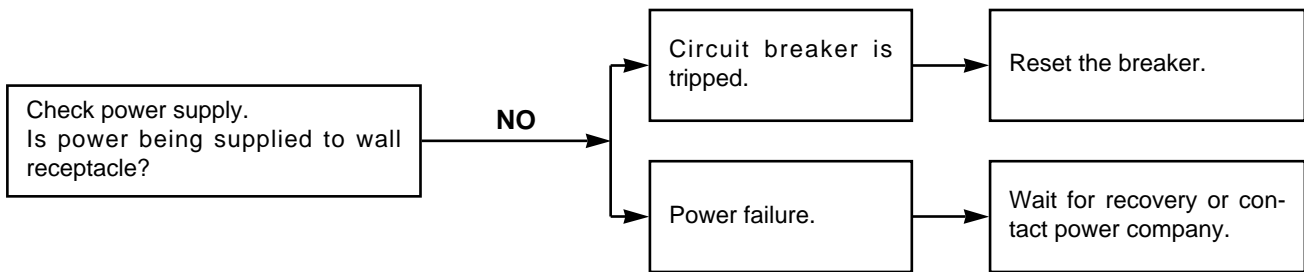 Check power supply.
Is power being supplied to wall
receptacle?
NO
Circuit breaker is
tripped.
Reset the breaker.
Power failure.
Wait for recovery or con-
tact power company.